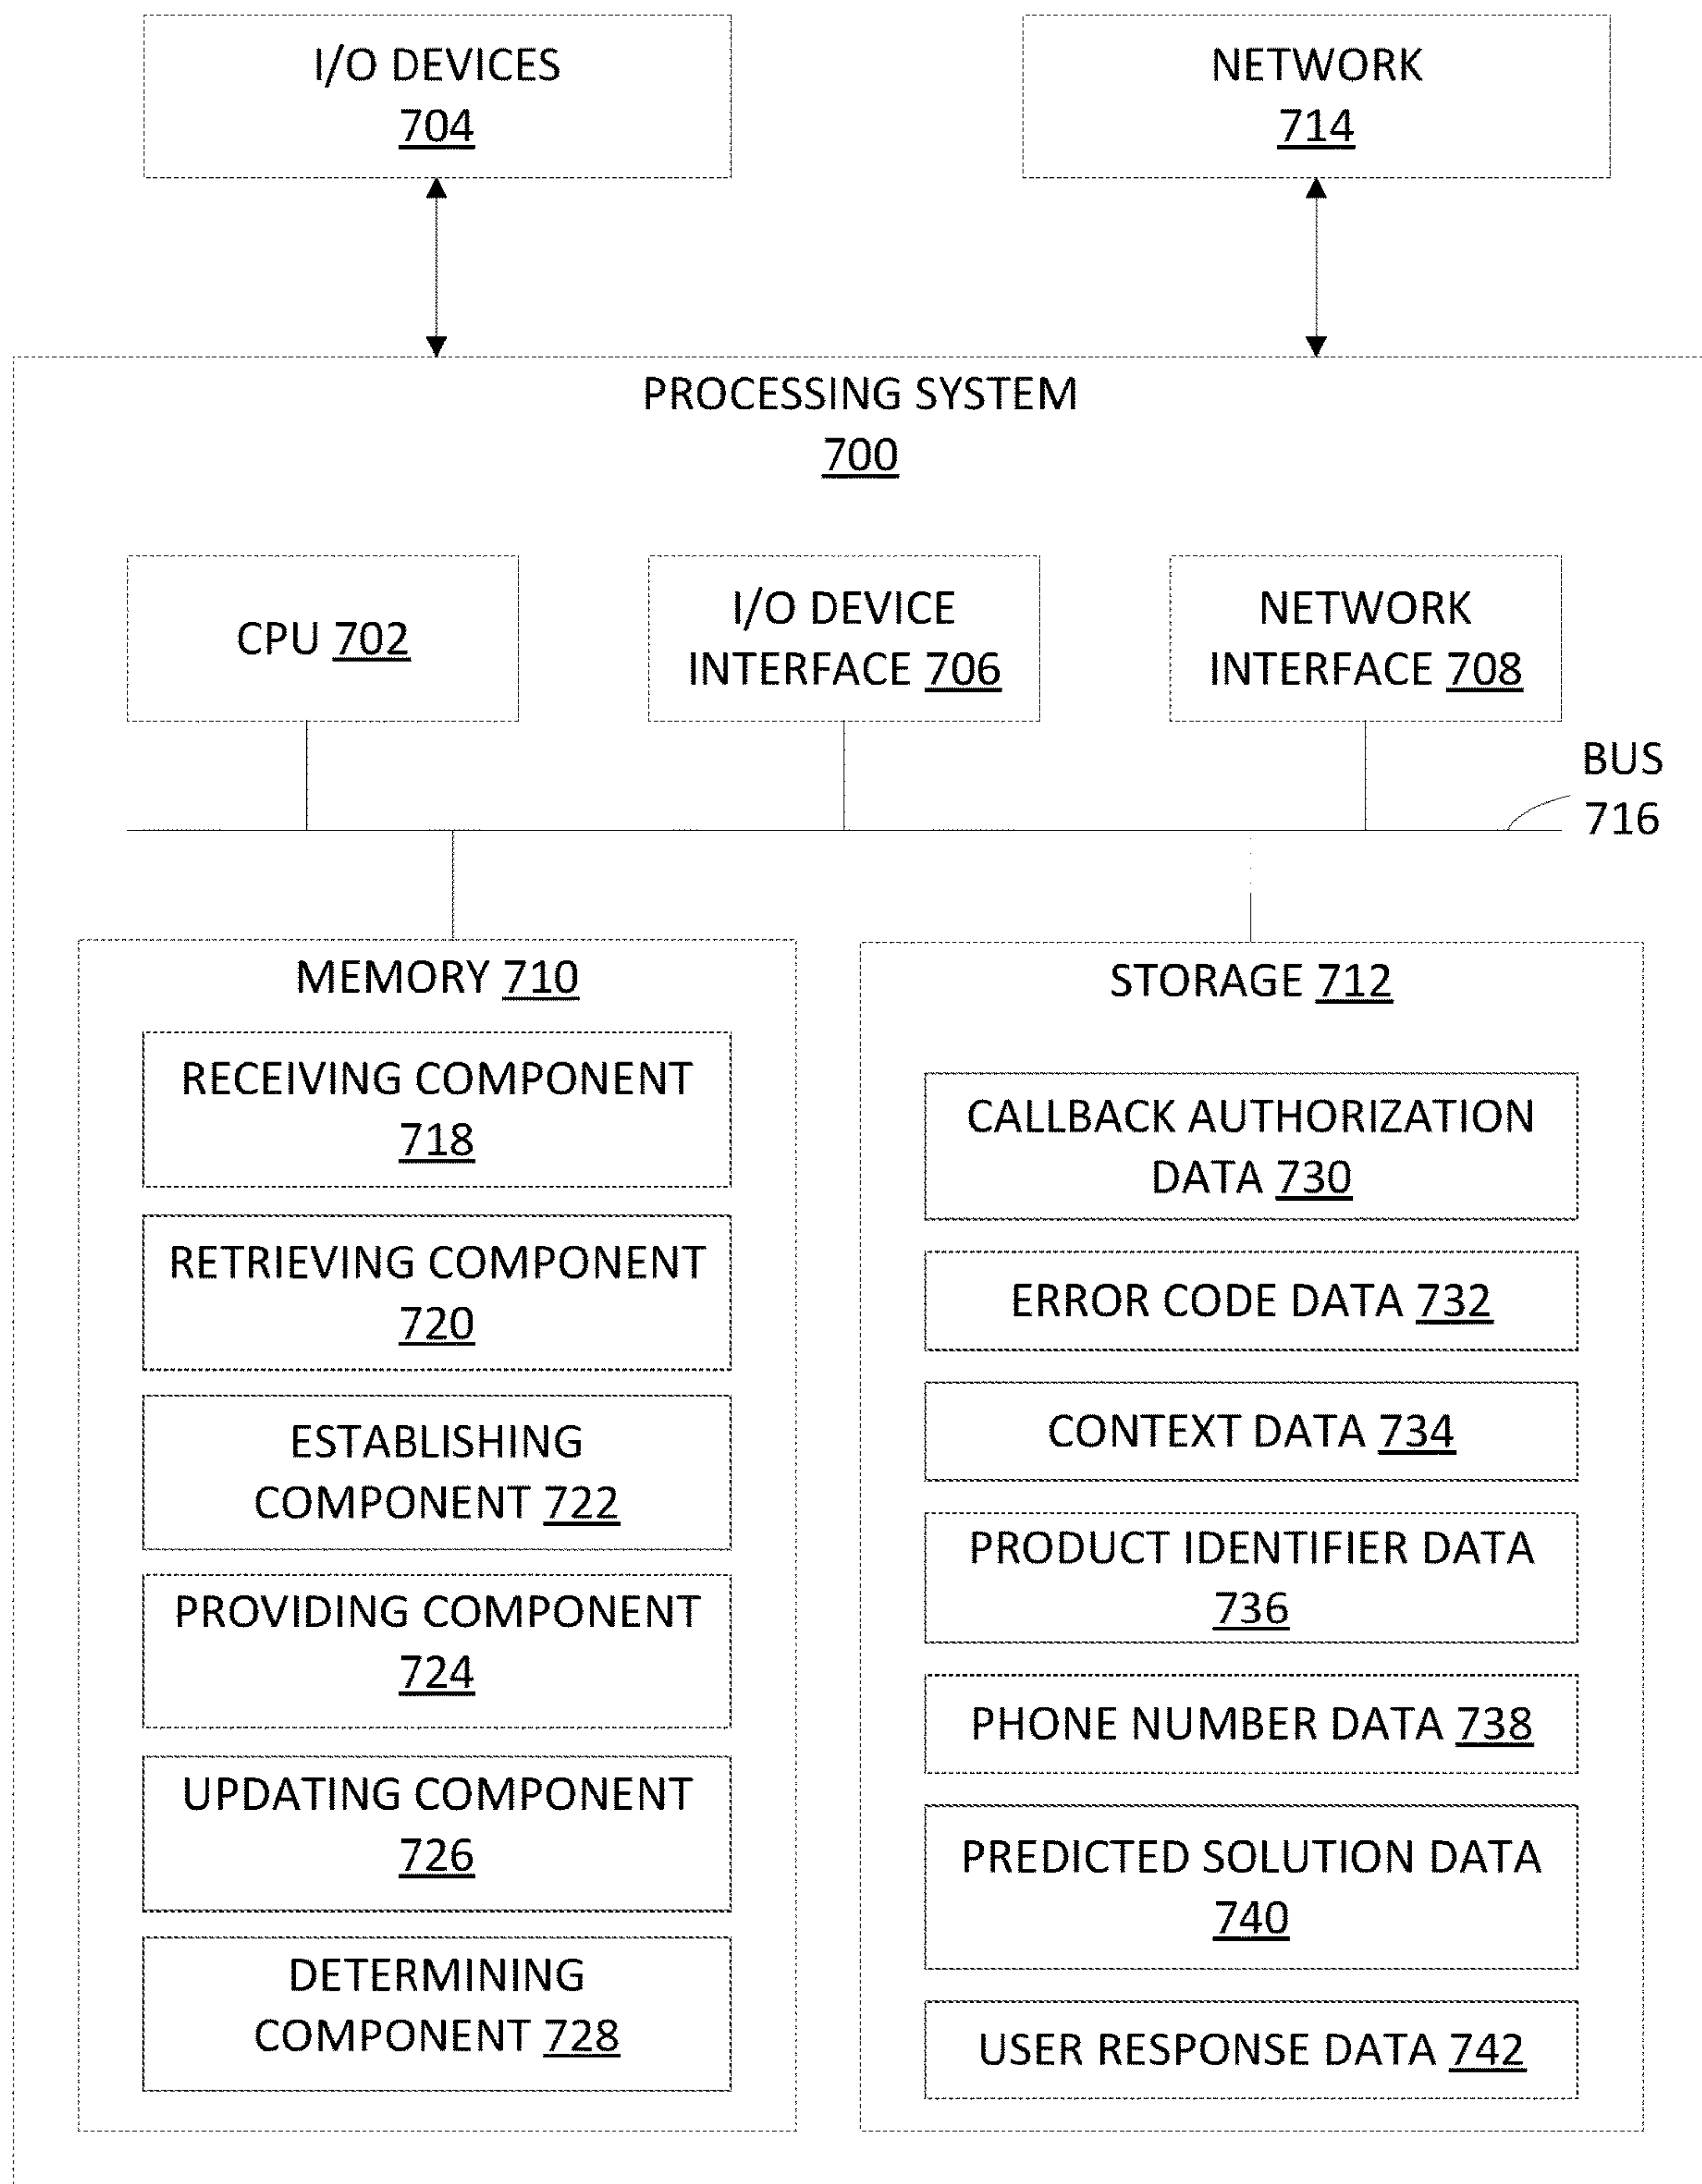 I/O DEVICES
704
NETWORK
714
PROCESSING SYSTEM
700
CPU 702
I/O DEVICE
INTERFACE 706
NETWORK
INTERFACE 708
BUS
716
MEMORY 710
RECEIVING COMPONENT
718
RETRIEVING COMPONENT
720
ESTABLISHING
COMPONENT 722
PROVIDING COMPONENT
724
UPDATING COMPONENT
726
DETERMINING
COMPONENT 728
STORAGE 712
CALLBACK AUTHORIZATION
DATA 730
ERROR CODE DATA 732
CONTEXT DATA 734
PRODUCT IDENTIFIER DATA
736
PHONE NUMBER DATA 738
PREDICTED SOLUTION DATA
740
USER RESPONSE DATA 742